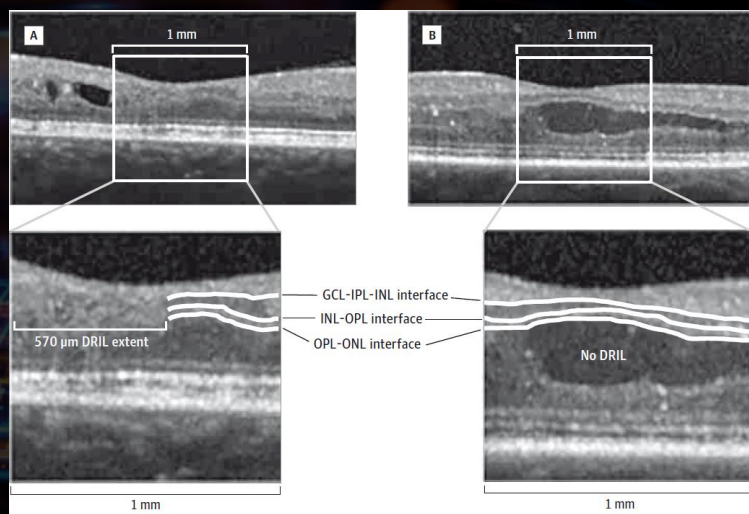 A
1 mm
B
1 mm
GCL-IPL-INL interface
INL-OPL interface
OPL-ONL interface
570 µm DRIL extent
No DRIL
1 mm
1 mm